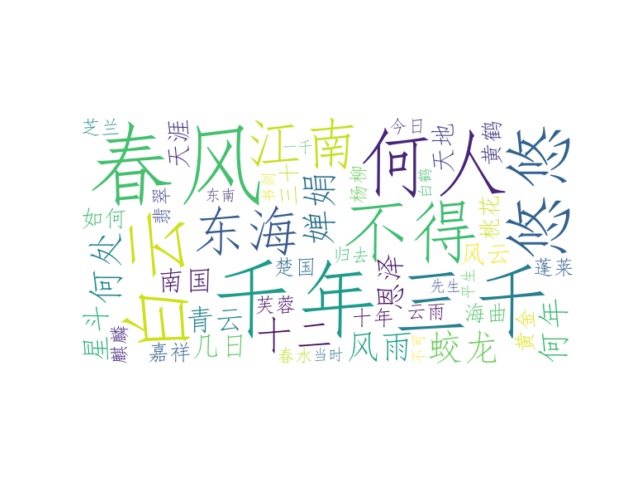 芝兰
天涯
春风
江南
一千
今日
天地
黄鹤
何人
悠悠
翡翠
东南
书剑
三十
婵娟
杨柳
白鹤
不得
桃花
如何
白云
东海
归去
风云
何处
南国
楚国
恩泽
先生
平生
蓬莱
千年
三千
星斗
麒麟
青云
芙蓉
十二
十年
云雨
海曲
黄金
何年
嘉祥
几日
春水
当时
风雨
不可
蛟龙